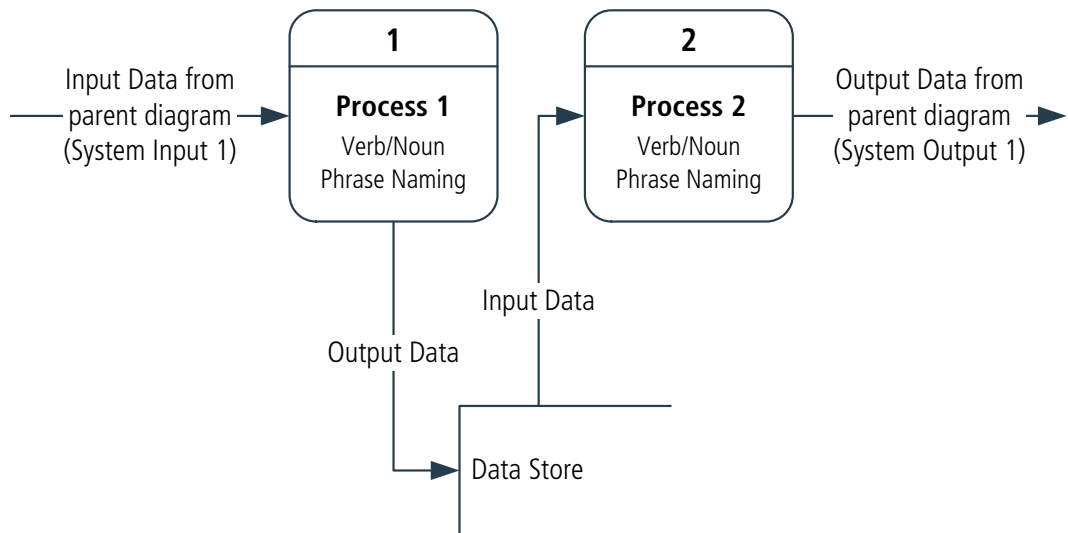 1
2
Input Data from
parent diagram
(System Input 1)
Process 1
Verb/Noun
Phrase Naming
Process 2
Verb/Noun
Phrase Naming
Output Data from
parent diagram
(System Output 1)
Input Data
Output Data
Data Store